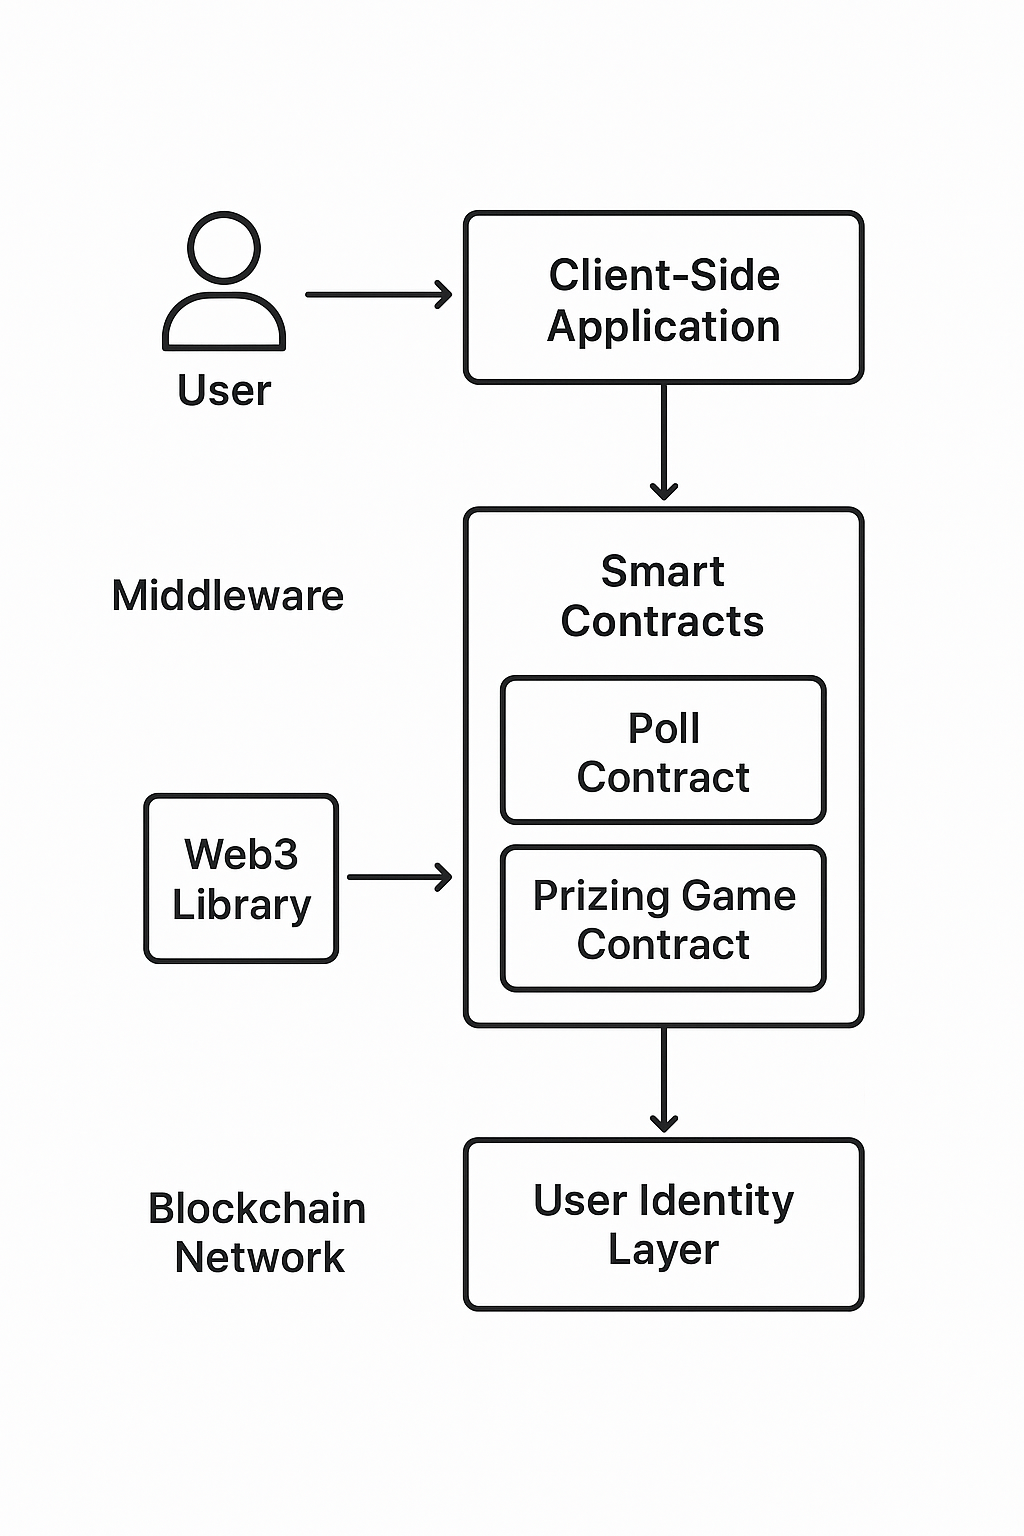 User
Client-Side
Application
Middleware
Smart
Contracts
Poll
Contract
Web3
Library
Prizing Game
Contract
Blockchain
Network
User Identity
Layer